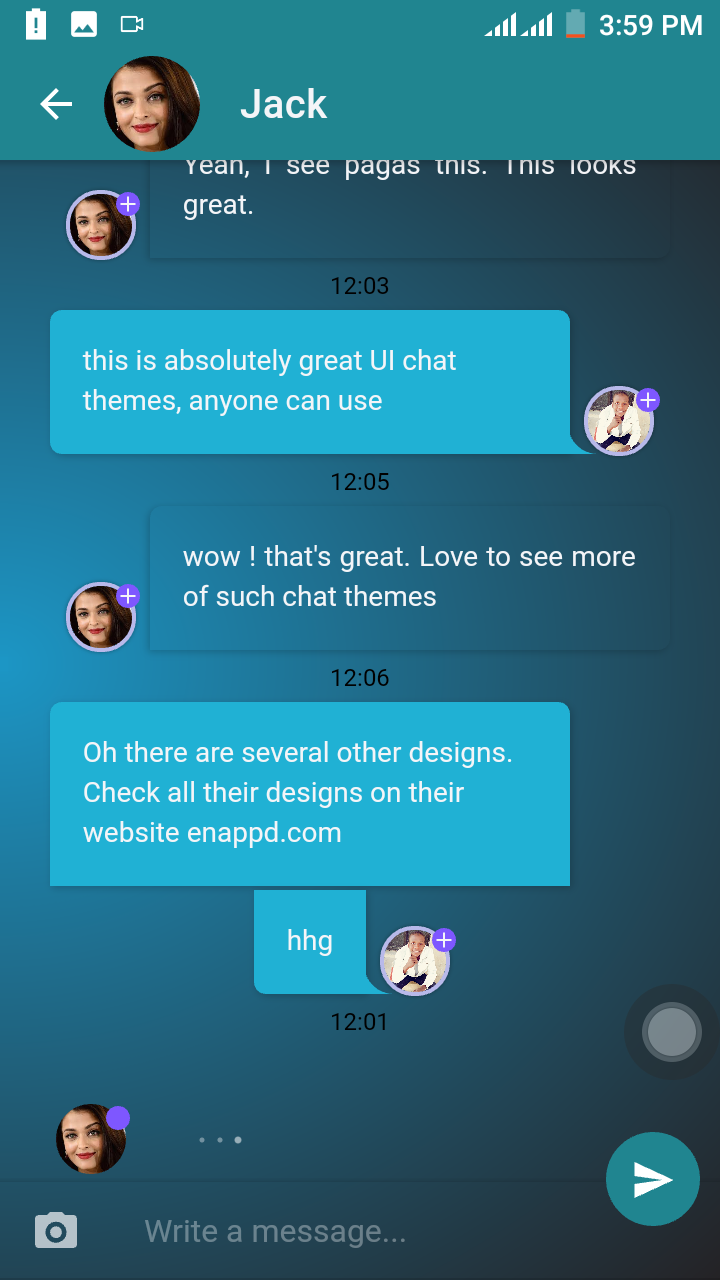 3:59 PM
Jack
Yeah, I see pagas this. This looks
great.
12:03
this is absolutely great UI chat
themes, anyone can use
12:05
wow ! that's great. Love to see more
of such chat themes
12:06
Oh there are several other designs.
Check all their designs on their
website enappd.com
hhg
12:01
Write a message...